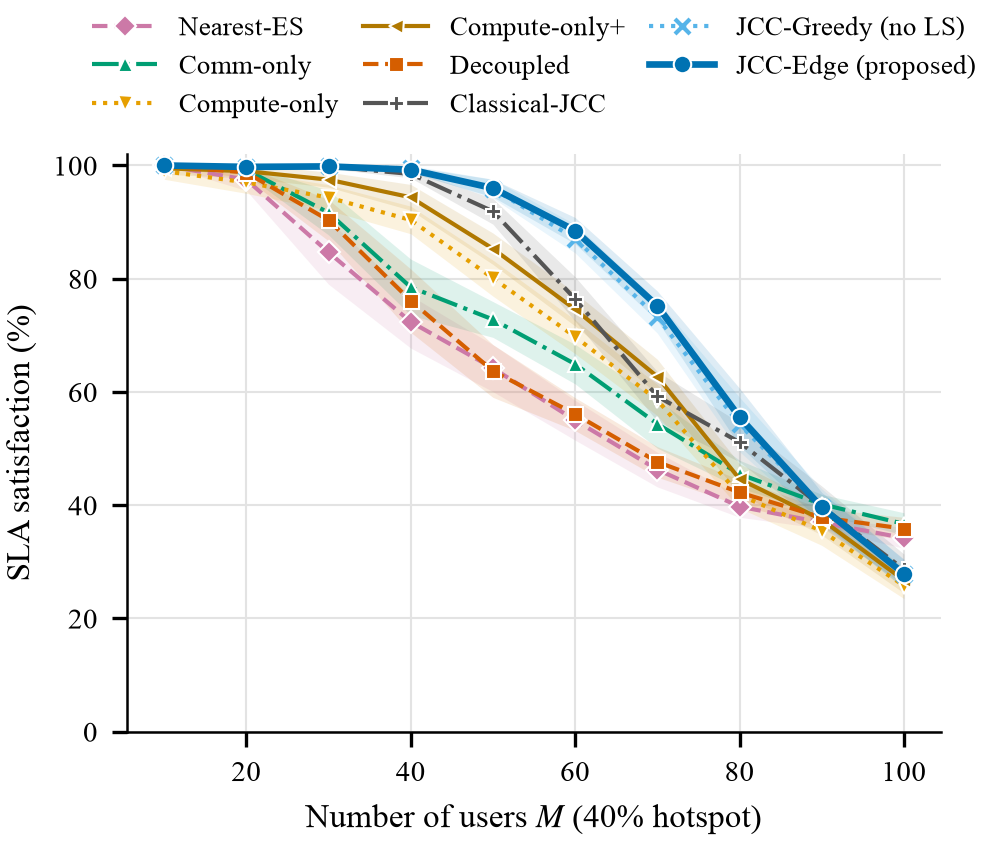 Nearest-ES
Comm-only
Compute-only
Compute-only+
Decoupled
Classical-JCC
JCC-Greedy (no LS)
JCC-Edge (proposed)
SLA satisfaction (%)
100
80
60
40
20
0
20 40 60 80 100
Number of users M (40% hotspot)